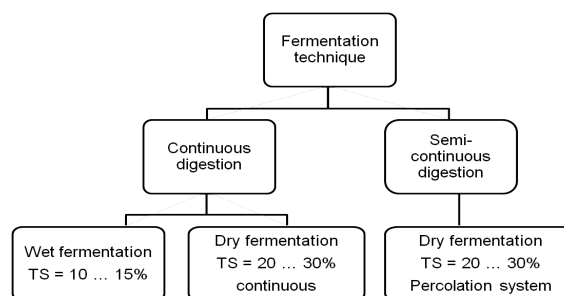 Fermentation
technique
Continuous
digestion
Semi-
continuous
digestion
Wet fermentation
TS = 10 ... 15%
Dry fermentation
TS = 20 ... 30%
continuous
Dry fermentation
TS = 20 ... 30%
Percolation system